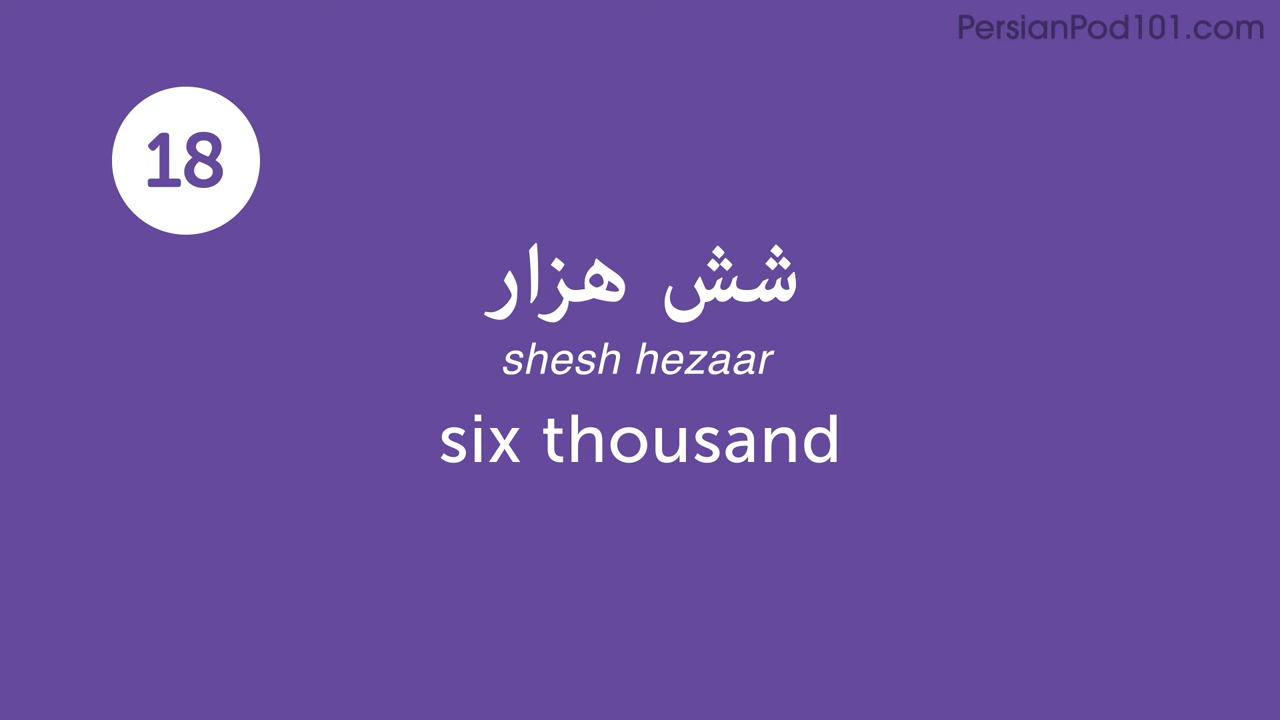 PersianPod101.com
18
شش هزار
shesh hezaar
six thousand